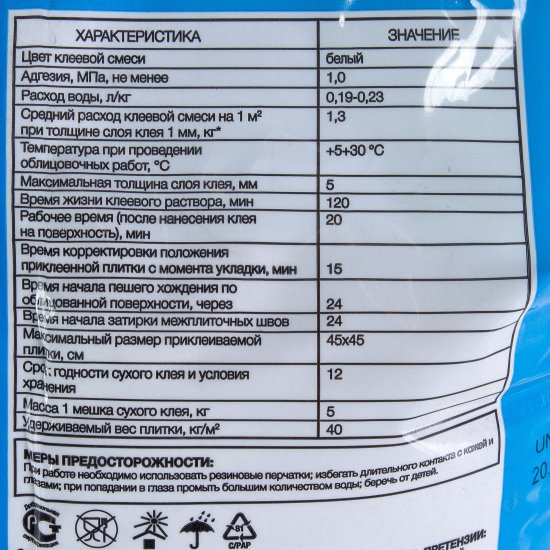 ХАРАКТЕРИСТИКА ЗНАЧЕНИЕ
Цвет клеевой смеси белый
Адгезия, МПа, не менее 1,0
Расход воды, л/кг 0,19-0,23
Средний расход клеевой смеси на 1 м²
при толщине слоя клея 1 мм, кг* 1,3
Температура при проведении
облицовочных работ, °С +5+30 °С
Максимальная толщина слоя клея, мм 5
Время жизни клеевого раствора, мин 120
Рабочее время (после нанесения клея
на поверхность), мин 20
Время корректировки положения
приклеенной плитки с момента укладки, мин 15
Время начала пешего хождения по
облицованной поверхности, через 24
Время начала затирки межплиточных швов 24
Максимальный размер приклеиваемой
плитки, см 45х45
Срок годности сухого клея и условия
хранения 12
Масса 1 мешка сухого клея, кг 5
Удерживаемый вес плитки, кг/м² 40
МЕРЫ ПРЕДОСТОРОЖНОСТИ:
При работе необходимо использовать резиновые перчатки; избегать длительного контакта с кожей и
глазами; при попадании в глаза промыть большим количеством воды; беречь от детей.
81
C/PAP
ПРЕТЕНЗИИ:
UN
20.